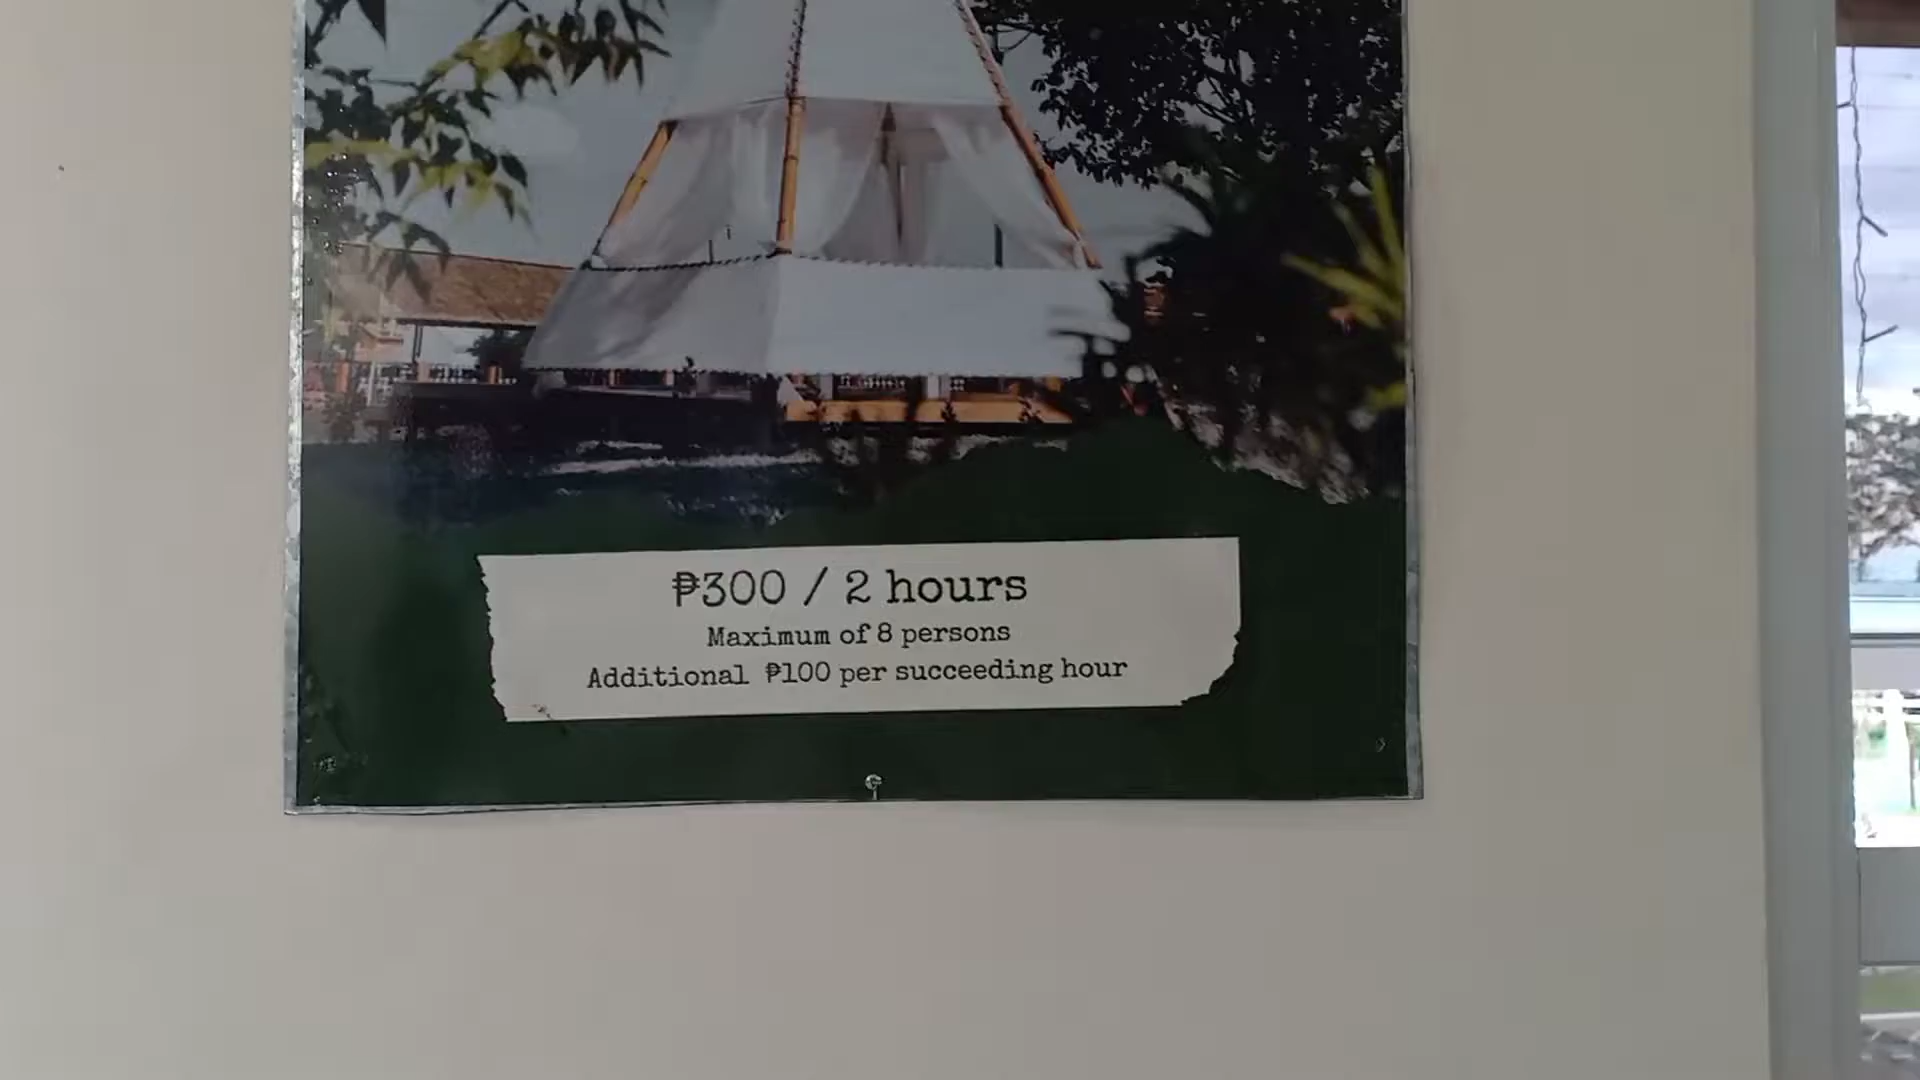 ₱300 / 2 hours
Maximum of 8 persons
Additional ₱100 per succeeding hour